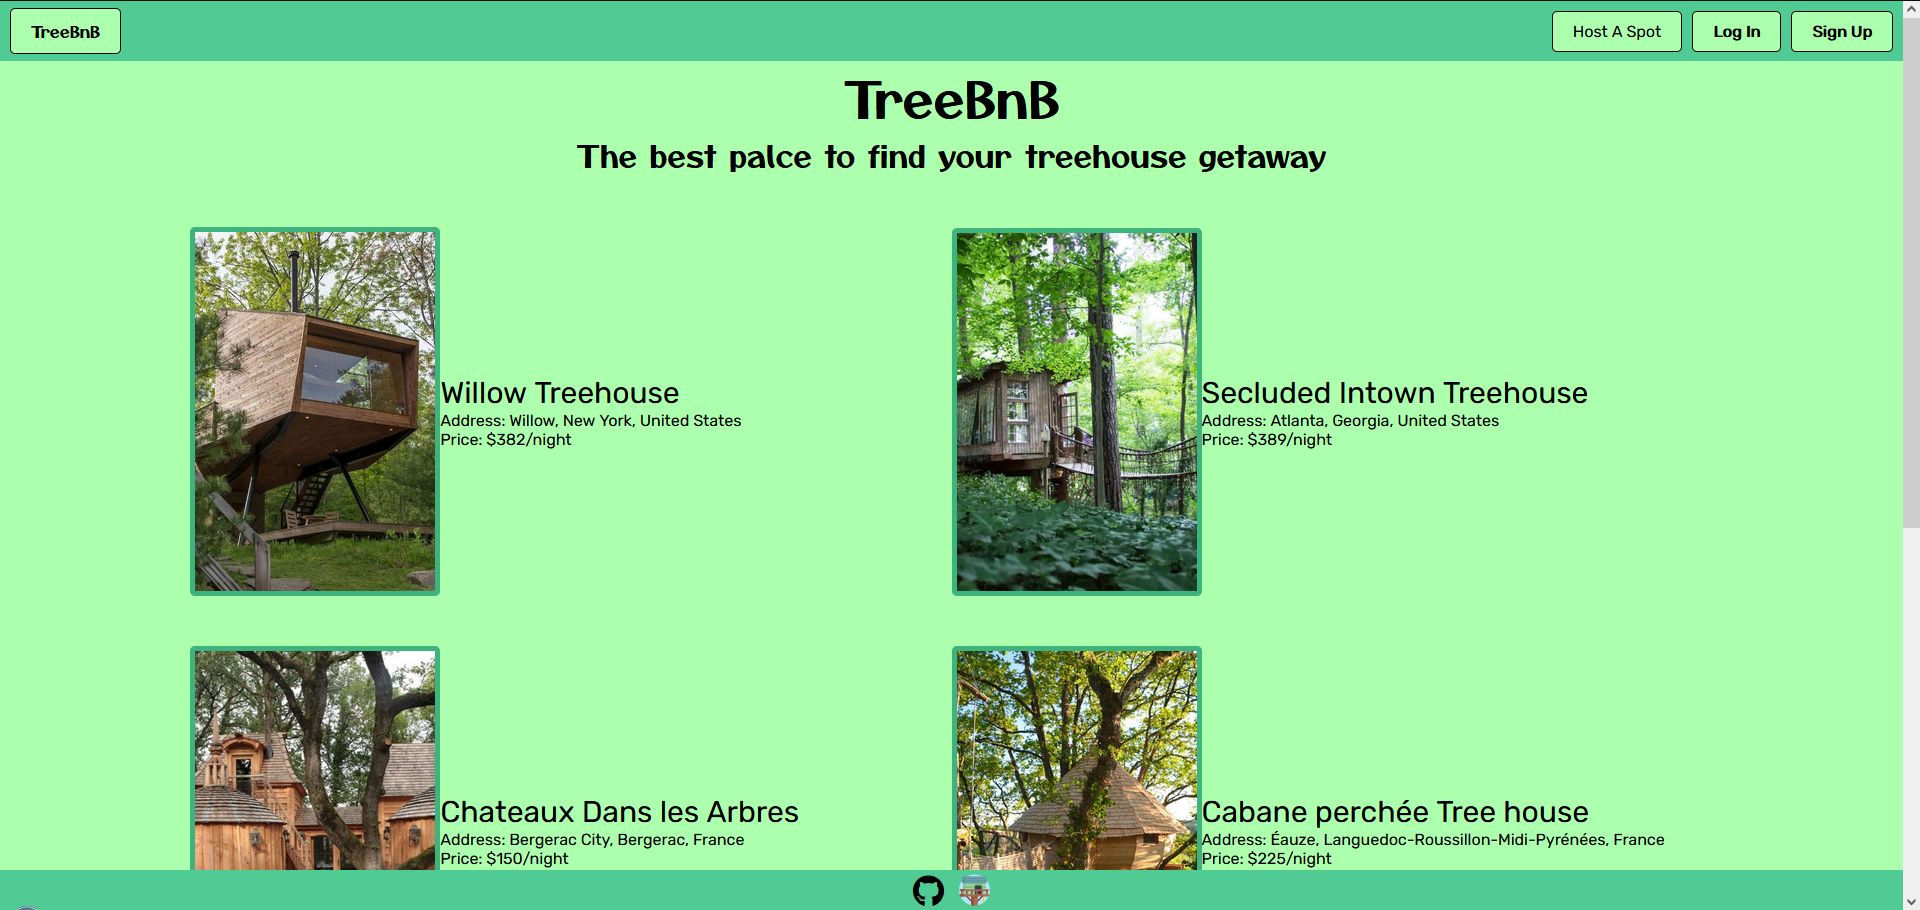 TreeBnB
Host A Spot
Log In
Sign Up
TreeBnB
The best palce to find your treehouse getaway
Willow Treehouse
Address: Willow, New York, United States
Price: $382/night
Secluded Intown Treehouse
Address: Atlanta, Georgia, United States
Price: $389/night
Chateaux Dans les Arbres
Address: Bergerac City, Bergerac, France
Price: $150/night
Cabane perchée Tree house
Address: Éauze, Languedoc-Roussillon-Midi-Pyrénées, France
Price: $225/night